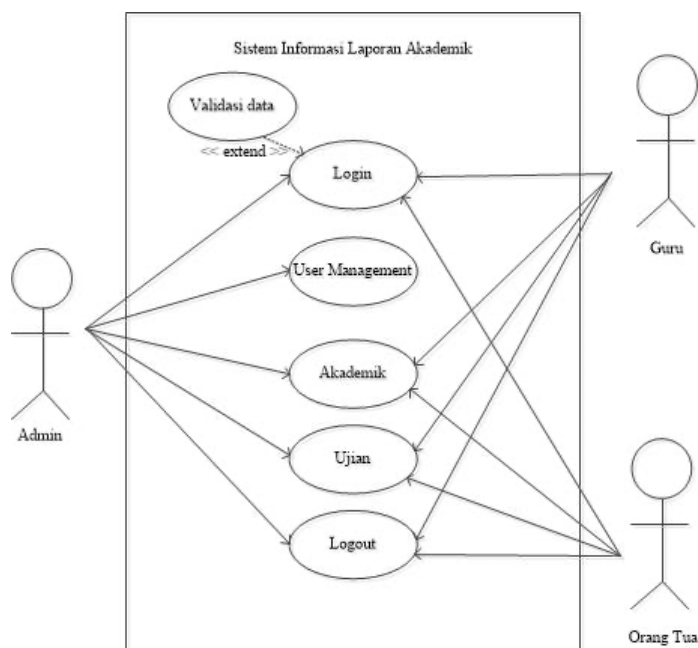 Sistem Informasi Laporan Akademik
Validasi data
<< extend >>
Login
Guru
User Management
Akademik
Admin
Ujian
Logout
Orang Tua